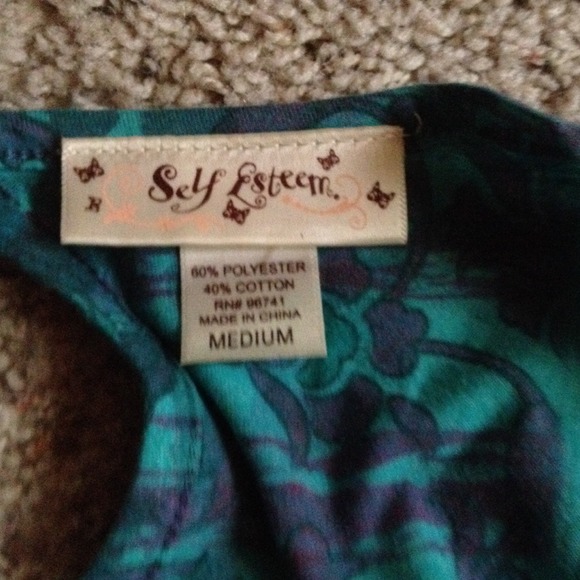 Self Esteem.
60% POLYESTER
40% COTTON
RN# 96741
MADE IN CHINA
MEDIUM